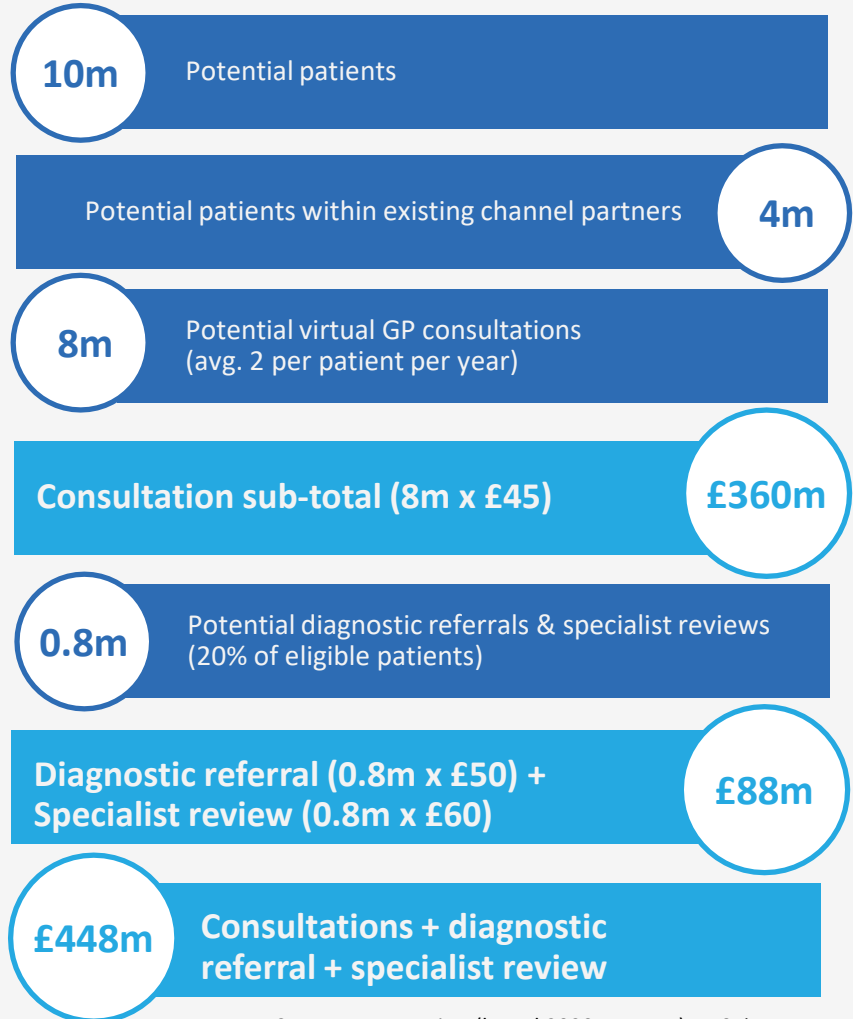 10m
Potential patients
Potential patients within existing channel partners
4m
8m
Potential virtual GP consultations
(avg. 2 per patient per year)
Consultation sub-total (8m x £45)
£360m
0.8m
Potential diagnostic referrals & specialist reviews
(20% of eligible patients)
Diagnostic referral (0.8m x £50) +
Specialist review (0.8m x £60)
£88m
£448m
Consultations + diagnostic
referral + specialist review